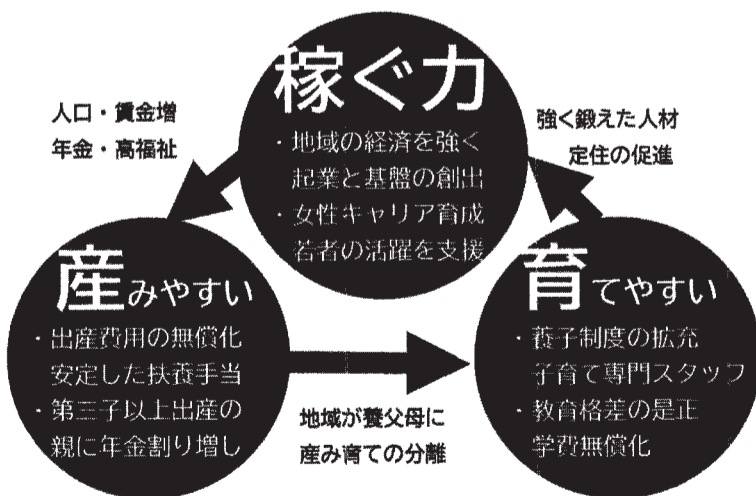 稼ぐ力
・地域の経済を強く
起業と基盤の創出
・女性キャリア育成
若者の活躍を支援
人口・賃金増
年金・高福祉
強く鍛えた人材
定住の促進
産みやすい
・出産費用の無償化
安定した扶養手当
・第三子以上出産の
親に年金割り増し
地域が養父母に
産み育ての分離
育てやすい
・養子制度の拡充
子育て専門スタッフ
・教育格差の是正
学費無償化